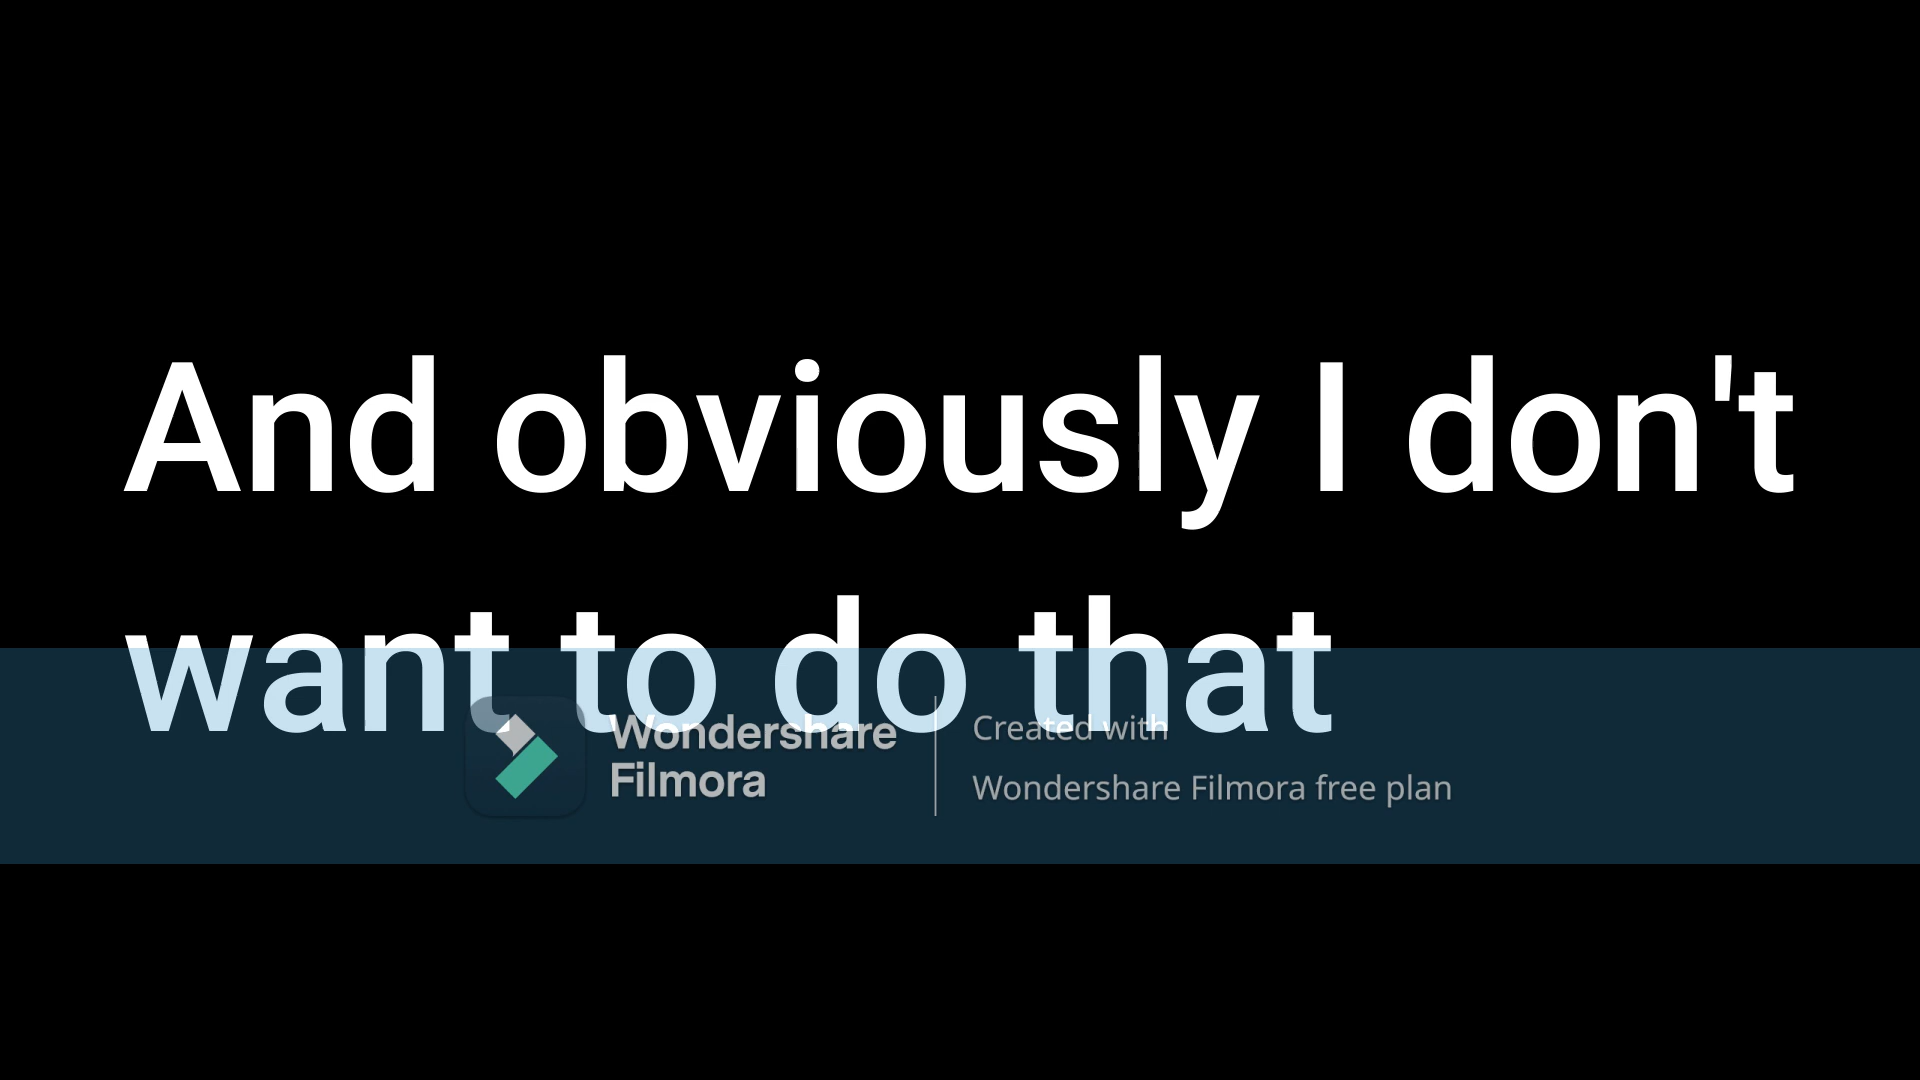 And obviously I don't
want to do that
Wondershare
Filmora
Created with
Wondershare Filmora free plan